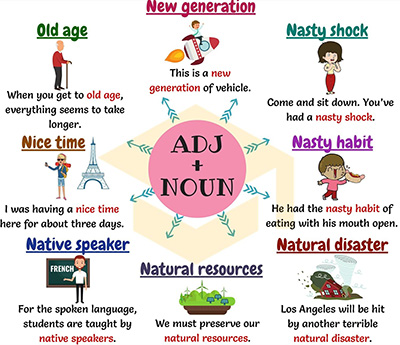 New generation
This is a new
generation of vehicle.
Old age
When you get to old age,
everything seems to take
longer.
Nasty shock
Come and sit down. You've
had a nasty shock.
Nice time
I was having a nice time
here for about three days.
ADJ
+
NOUN
Nasty habit
He had the nasty habit of
eating with his mouth open.
Native speaker
FRENCH
For the spoken language,
students are taught by
native speakers.
Natural resources
We must preserve our
natural resources.
Natural disaster
Los Angeles will be hit
by another terrible
natural disaster.